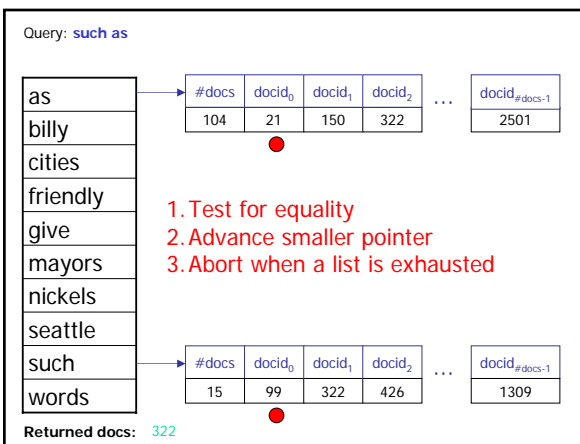 Query: such as
as
billy
cities
friendly
give
mayors
nickels
seattle
such
words
#docs docid0 docid1 docid2 ... docid#docs-1
104 21 150 322 2501
1. Test for equality
2. Advance smaller pointer
3. Abort when a list is exhausted
#docs docid0 docid1 docid2 ... docid#docs-1
15 99 322 426 1309
Returned docs: 322